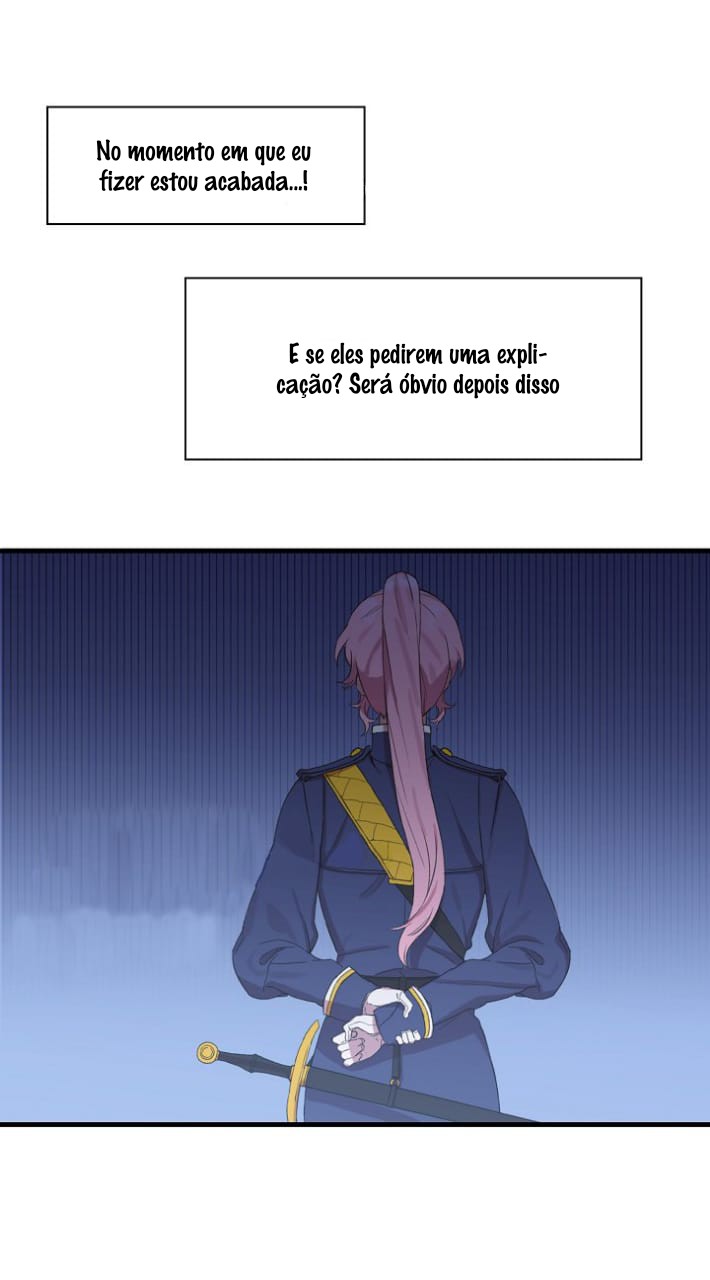 No momento em que eu
fizer estou acabada...!
E se eles pedirem uma expli-
cação? Será óbvio depois disso